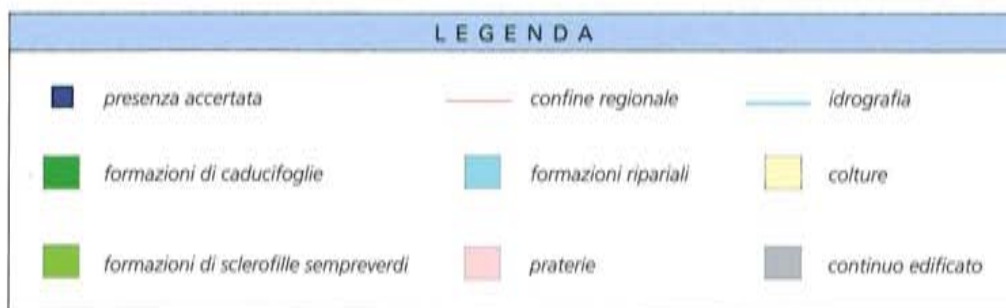 LEGENDA
presenza accertata
confine regionale
idrografia
formazioni di caducifoglie
formazioni ripariali
colture
formazioni di sclerofille sempreverdi
praterie
continuo edificato